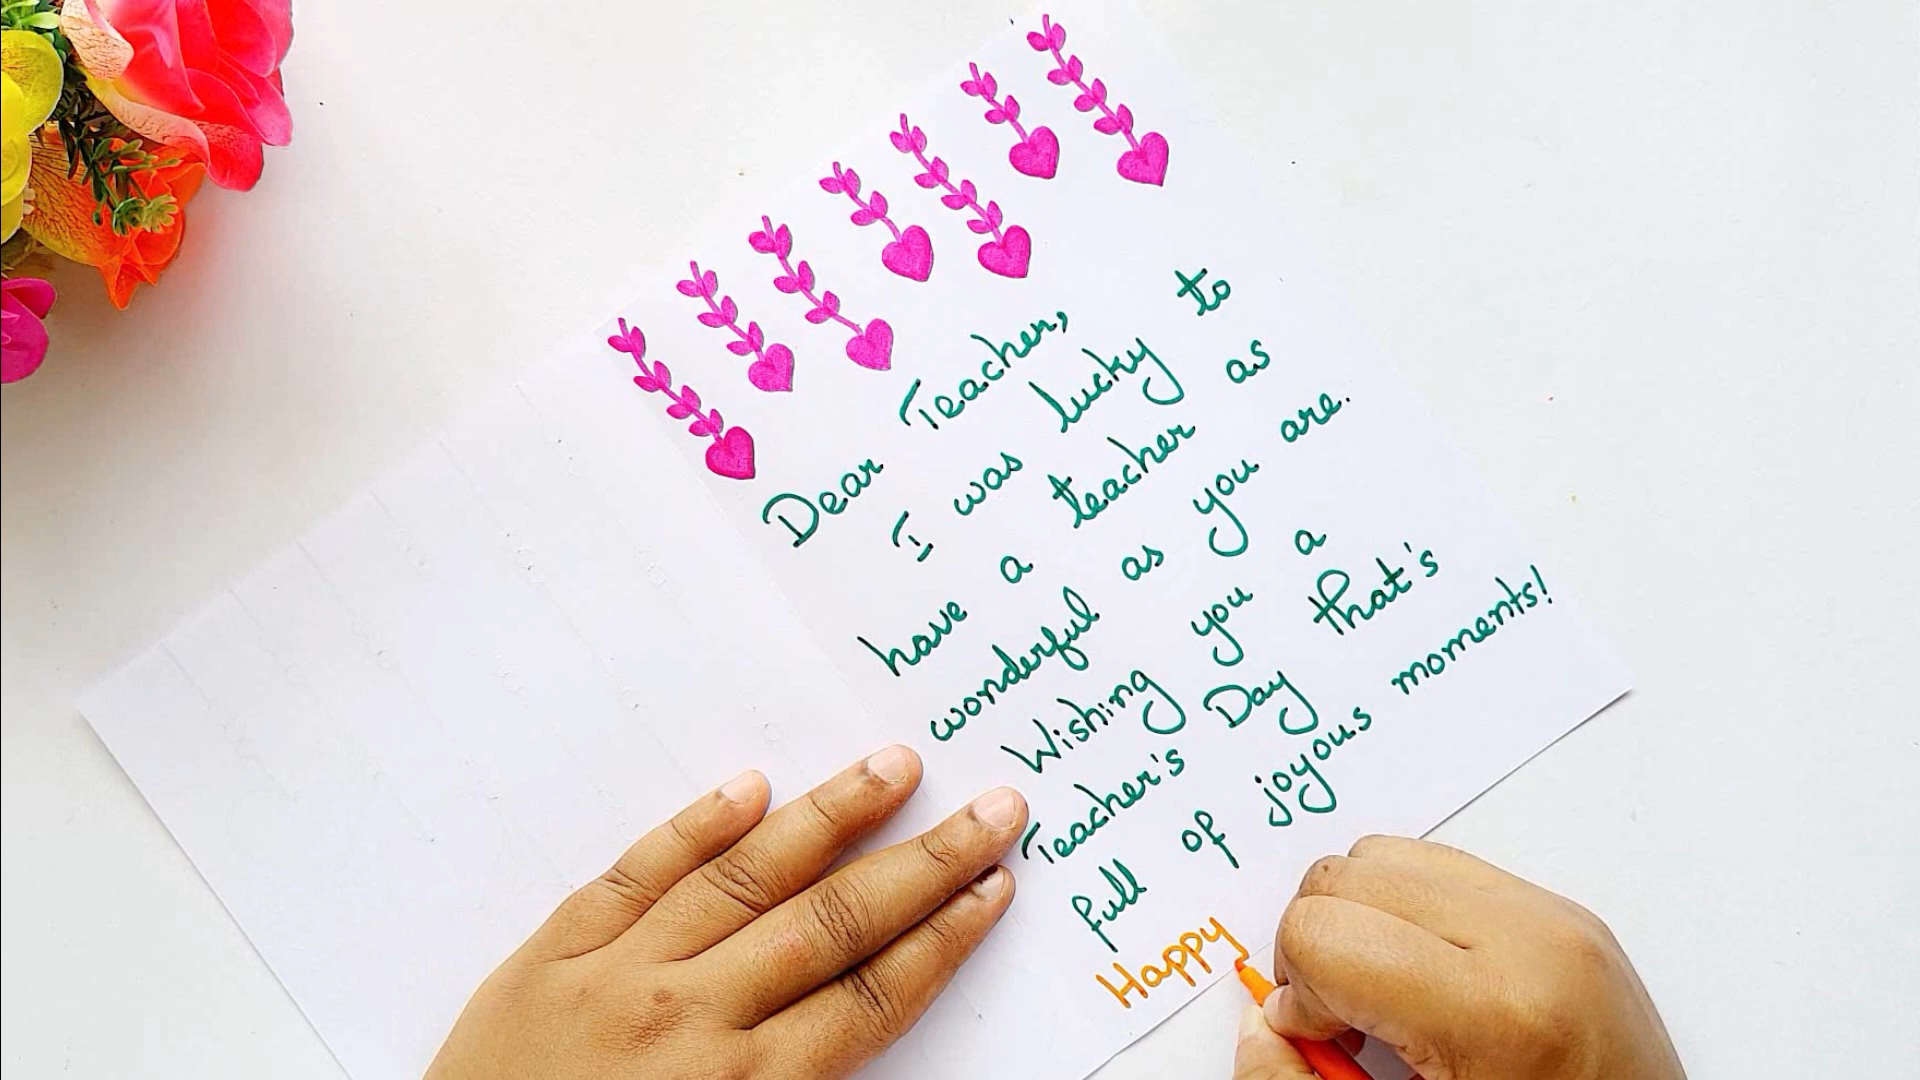 Dear Teacher,
I was lucky to
have a teacher as
wonderful as you are.
Wishing you a
Teacher's Day that's
full of joyous moments!
Happy